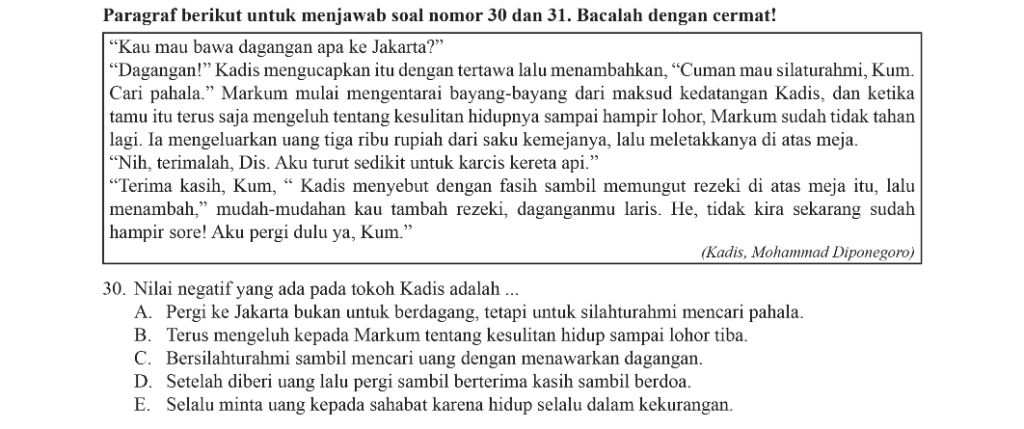 Paragraf berikut untuk menjawab soal nomor 30 dan 31. Bacalah dengan cermat!
“Kau mau bawa dagangan apa ke Jakarta?”
“Dagangan!” Kadis mengucapkan itu dengan tertawa lalu menambahkan, “Cuman mau silaturahmi, Kum.
Cari pahala.” Markum mulai mengentarai bayang-bayang dari maksud kedatangan Kadis, dan ketika
tamu itu terus saja mengeluh tentang kesulitan hidupnya sampai hampir lohor, Markum sudah tidak tahan
lagi. Ia mengeluarkan uang tiga ribu rupiah dari saku kemejanya, lalu meletakkanya di atas meja.
“Nih, terimalah, Dis. Aku turut sedikit untuk karcis kereta api.”
“Terima kasih, Kum, “ Kadis menyebut dengan fasih sambil memungut rezeki di atas meja itu, lalu
menambah,” mudah-mudahan kau tambah rezeki, daganganmu laris. He, tidak kira sekarang sudah
hampir sore! Aku pergi dulu ya, Kum.”
(Kadis, Mohammad Diponegoro)
30. Nilai negatif yang ada pada tokoh Kadis adalah ...
A. Pergi ke Jakarta bukan untuk berdagang, tetapi untuk silahturahmi mencari pahala.
B. Terus mengeluh kepada Markum tentang kesulitan hidup sampai lohor tiba.
C. Bersilahturahmi sambil mencari uang dengan menawarkan dagangan.
D. Setelah diberi uang lalu pergi sambil berterima kasih sambil berdoa.
E. Selalu minta uang kepada sahabat karena hidup selalu dalam kekurangan.